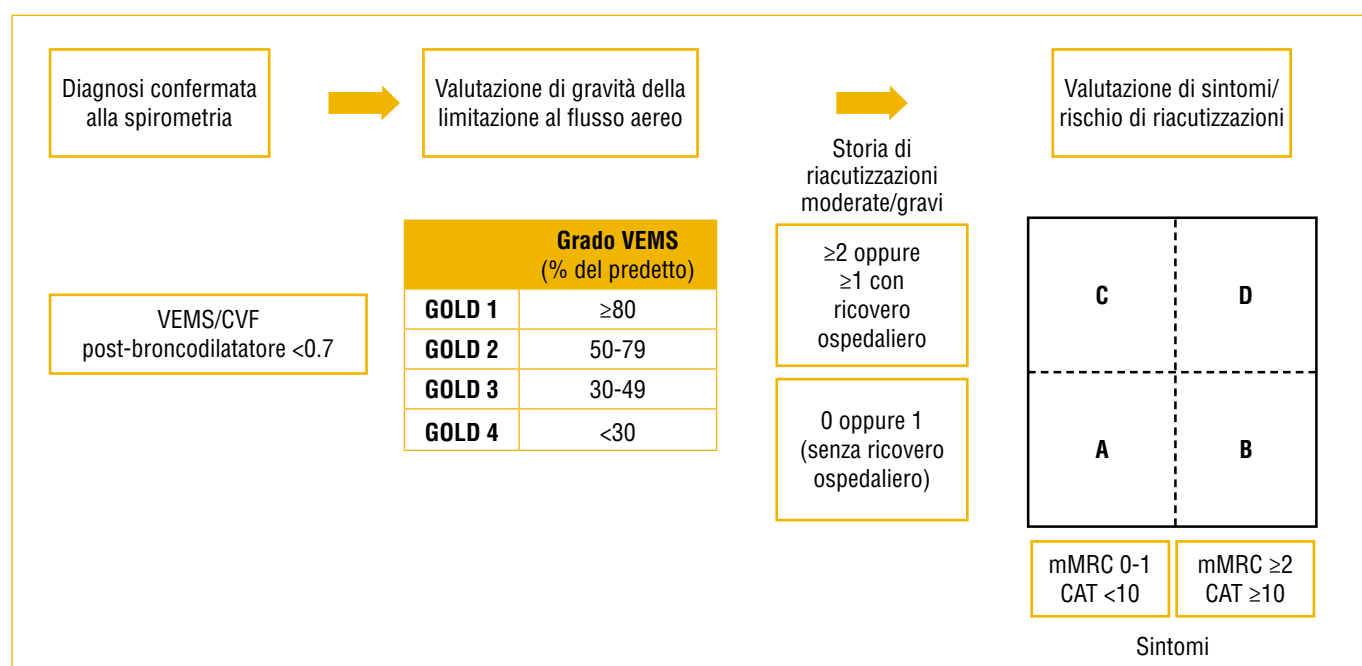 Diagnosi confermata
alla spirometria
Valutazione di gravità della
limitazione al flusso aereo
Valutazione di sintomi/
rischio di riacutizzazioni
Storia di
riacutizzazioni
moderate/gravi
VEMS/CVF
post-broncodilatatore <0.7
Grado VEMS
(% del predetto)
GOLD 1 ≥80
GOLD 2 50-79
GOLD 3 30-49
GOLD 4 <30
≥2 oppure
≥1 con
ricovero
ospedaliero
0 oppure 1
(senza ricovero
ospedaliero)
C D
A B
mMRC 0-1
CAT <10
mMRC ≥2
CAT ≥10
Sintomi